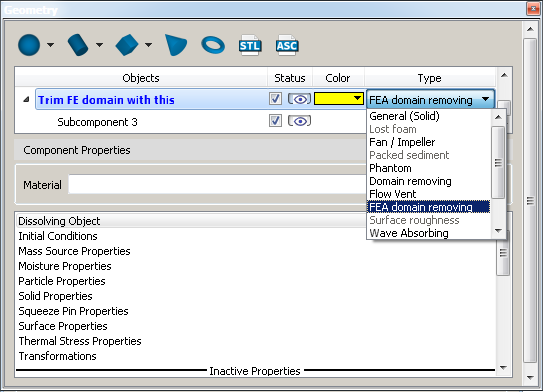 Geometry
STL ASC
Objects Status Color Type
Trim FE domain with this FEA domain removing
Subcomponent 3
General (Solid)
Lost foam
Fan / Impeller
Packed sediment
Phantom
Domain removing
Flow Vent
FEA domain removing
Surface roughness
Wave Absorbing
Component Properties
Material
Dissolving Object
Initial Conditions
Mass Source Properties
Moisture Properties
Particle Properties
Solid Properties
Squeeze Pin Properties
Surface Properties
Thermal Stress Properties
Transformations
Inactive Properties